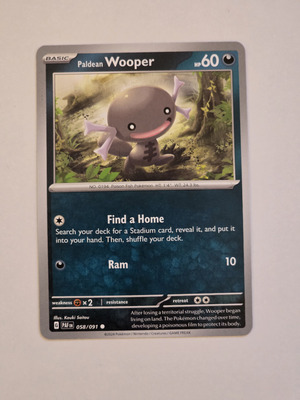 BASIC
Paldean Wooper
HP60
NO. 0194 Poison Fish Pokémon HT: 1'4" WT: 24.3 lbs.
Find a Home
Search your deck for a Stadium card, reveal it, and put it
into your hand. Then, shuffle your deck.
Ram 10
weakness ×2 resistance retreat
Illus. Kouki Saitou
PAF EN 058/091
After losing a territorial struggle, Wooper began
living on land. The Pokémon changed over time,
developing a poisonous film to protect its body.